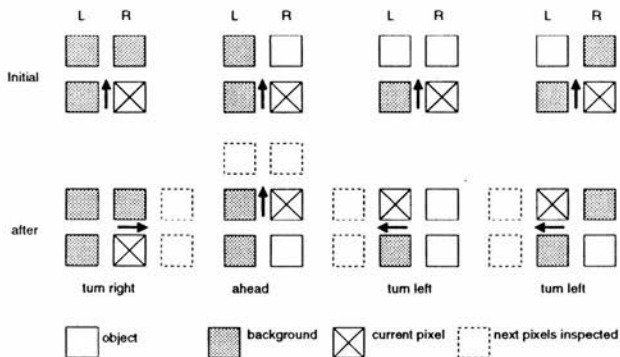 L R L R L R L R
Initial
after
turn right ahead turn left turn left
object background current pixel next pixels inspected